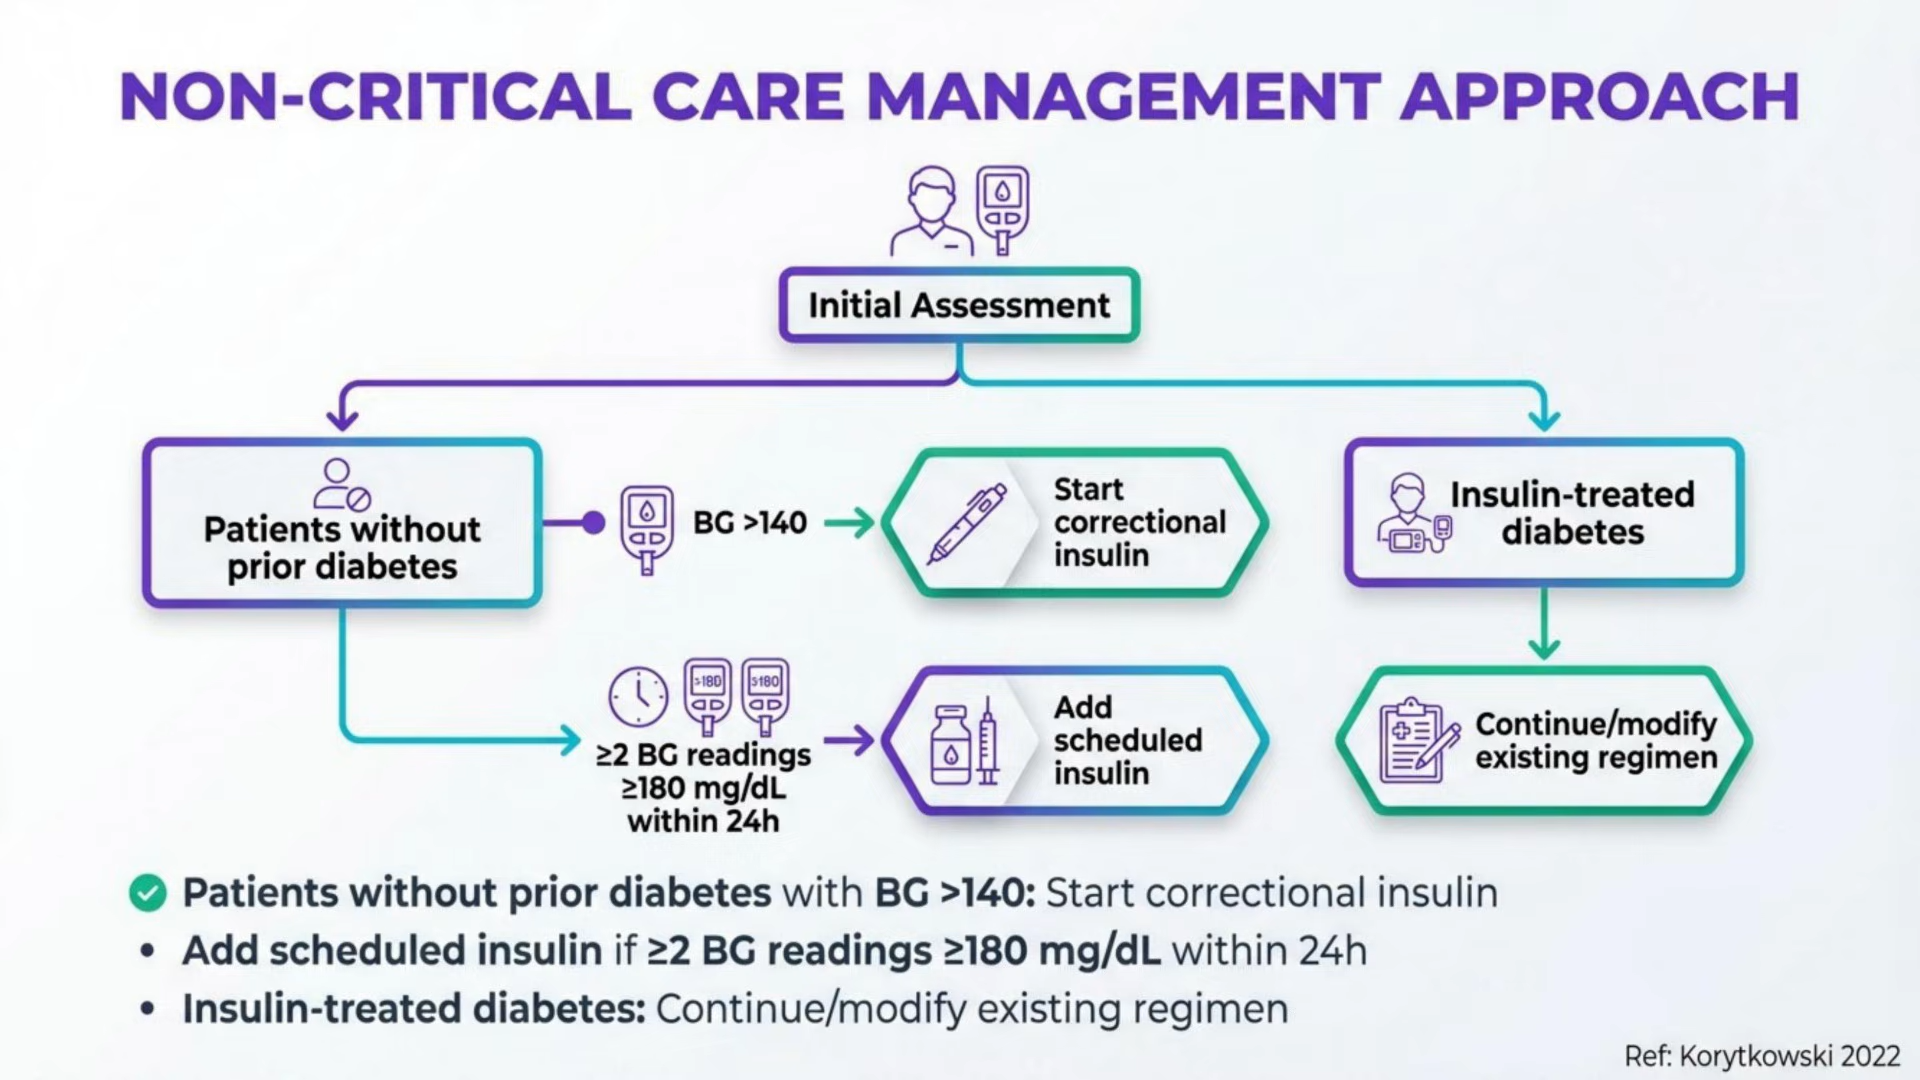 NON-CRITICAL CARE MANAGEMENT APPROACH
Initial Assessment
Patients without
prior diabetes
BG >140
Start
correctional
insulin
Insulin-treated
diabetes
≥180
≥2 BG readings
≥180 mg/dL
within 24h
Add
scheduled
insulin
Continue/modify
existing regimen
Patients without prior diabetes with BG >140: Start correctional insulin
• Add scheduled insulin if ≥2 BG readings ≥180 mg/dL within 24h
• Insulin-treated diabetes: Continue/modify existing regimen
Ref: Korytkowski 2022